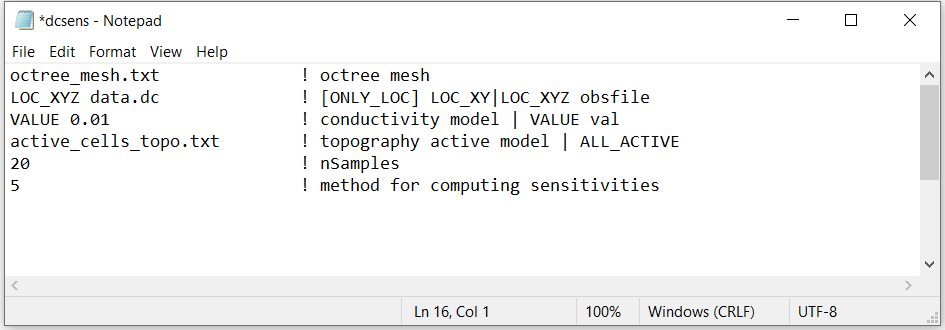 *dcsens - Notepad
File Edit Format View Help
octree_mesh.txt ! octree mesh
LOC_XYZ data.dc ! [ONLY_LOC] LOC_XY|LOC_XYZ obsfile
VALUE 0.01 ! conductivity model | VALUE val
active_cells_topo.txt ! topography active model | ALL_ACTIVE
20 ! nSamples
5 ! method for computing sensitivities
Ln 16, Col 1 100% Windows (CRLF) UTF-8